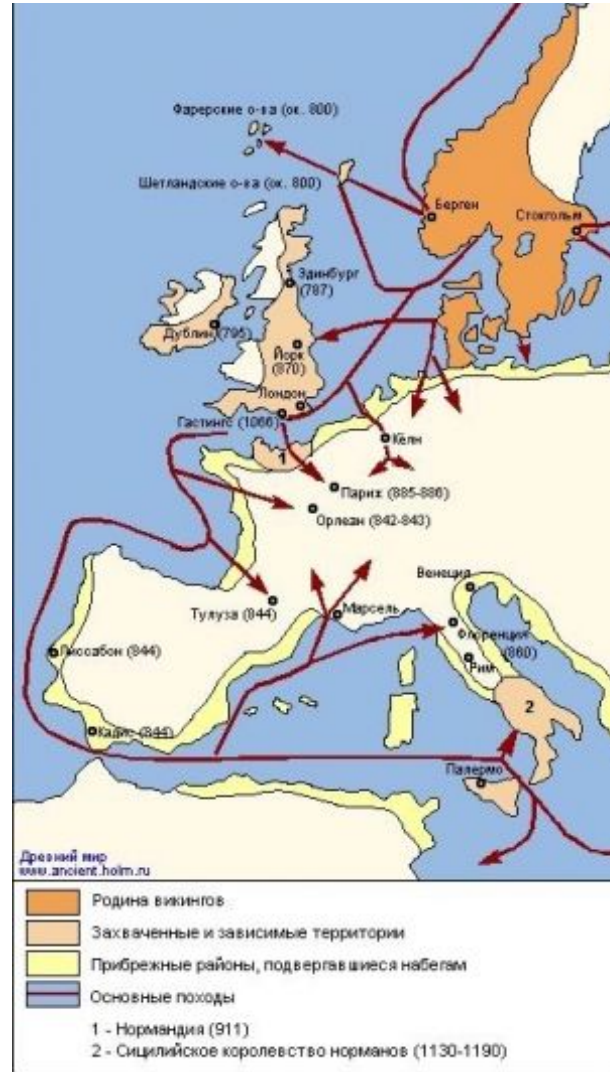 Фарерские о-ва (ок. 800)
Шетландские о-ва (ок. 800)
Берген
Стокгольм
Эдинбург
(787)
Дублин (795)
Йорк
(870)
Лондон
Гастингс (1066)
Кёлн
1
Париж (885-886)
Орлеан (842-843)
Венеция
Тулуза (844)
Марсель
Флоренция
(860)
Лиссабон (844)
Рим
2
Кадис (844)
Палермо
Древний мир
www.ancient.holm.ru
Родина викингов
Захваченные и зависимые территории
Прибрежные районы, подвергавшиеся набегам
Основные походы
1 - Нормандия (911)
2 - Сицилийское королевство норманов (1130-1190)